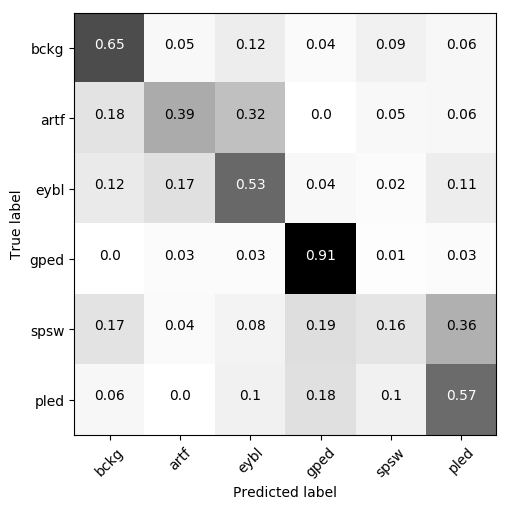 True label
bckg 0.65 0.05 0.12 0.04 0.09 0.06
artf 0.18 0.39 0.32 0.0 0.05 0.06
eybl 0.12 0.17 0.53 0.04 0.02 0.11
gped 0.0 0.03 0.03 0.91 0.01 0.03
spsw 0.17 0.04 0.08 0.19 0.16 0.36
pled 0.06 0.0 0.1 0.18 0.1 0.57
bckg artf eybl gped spsw pled
Predicted label